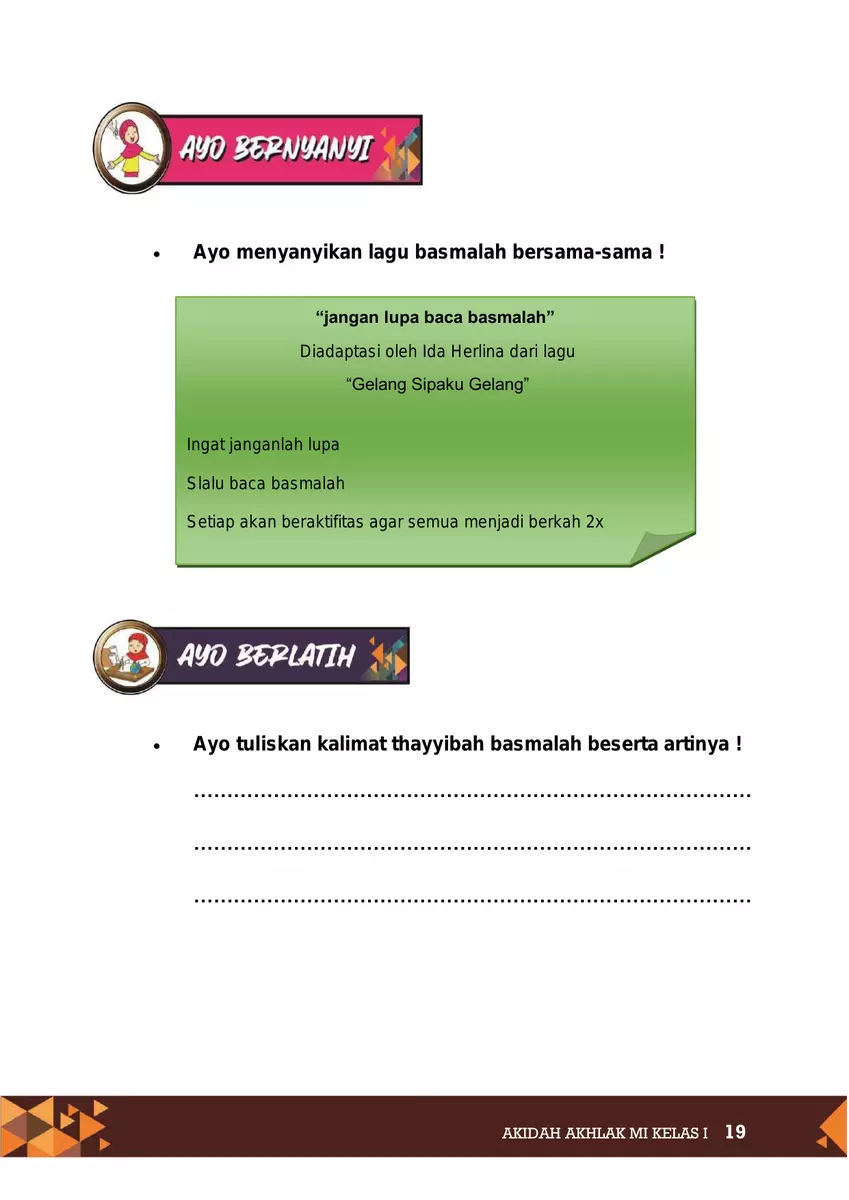 AYO BERNYANYI
• Ayo menyanyikan lagu basmalah bersama-sama !
“jangan lupa baca basmalah”
Diadaptasi oleh Ida Herlina dari lagu
“Gelang Sipaku Gelang”
Ingat janganlah lupa
Slalu baca basmalah
Setiap akan beraktifitas agar semua menjadi berkah 2x
AYO BERLATIH
• Ayo tuliskan kalimat thayyibah basmalah beserta artinya !
....................................................................................
....................................................................................
....................................................................................
AKIDAH AKHLAK MI KELAS I 19